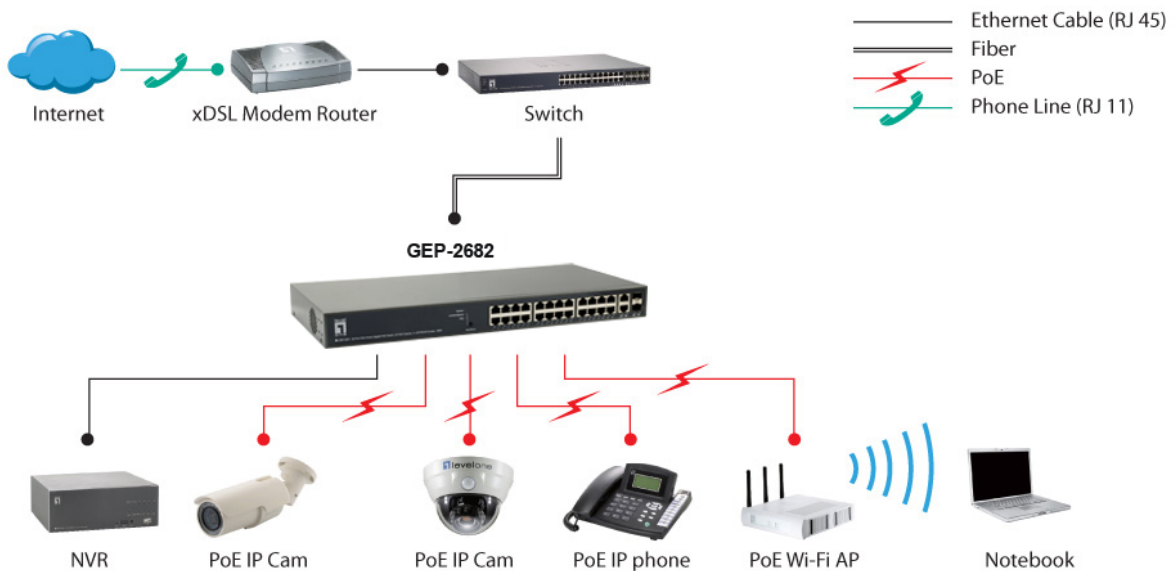 Ethernet Cable (RJ 45)
Fiber
PoE
Phone Line (RJ 11)
Internet
xDSL Modem Router
Switch
GEP-2682
levelone
NVR
PoE IP Cam
PoE IP Cam
PoE IP phone
PoE Wi-Fi AP
Notebook